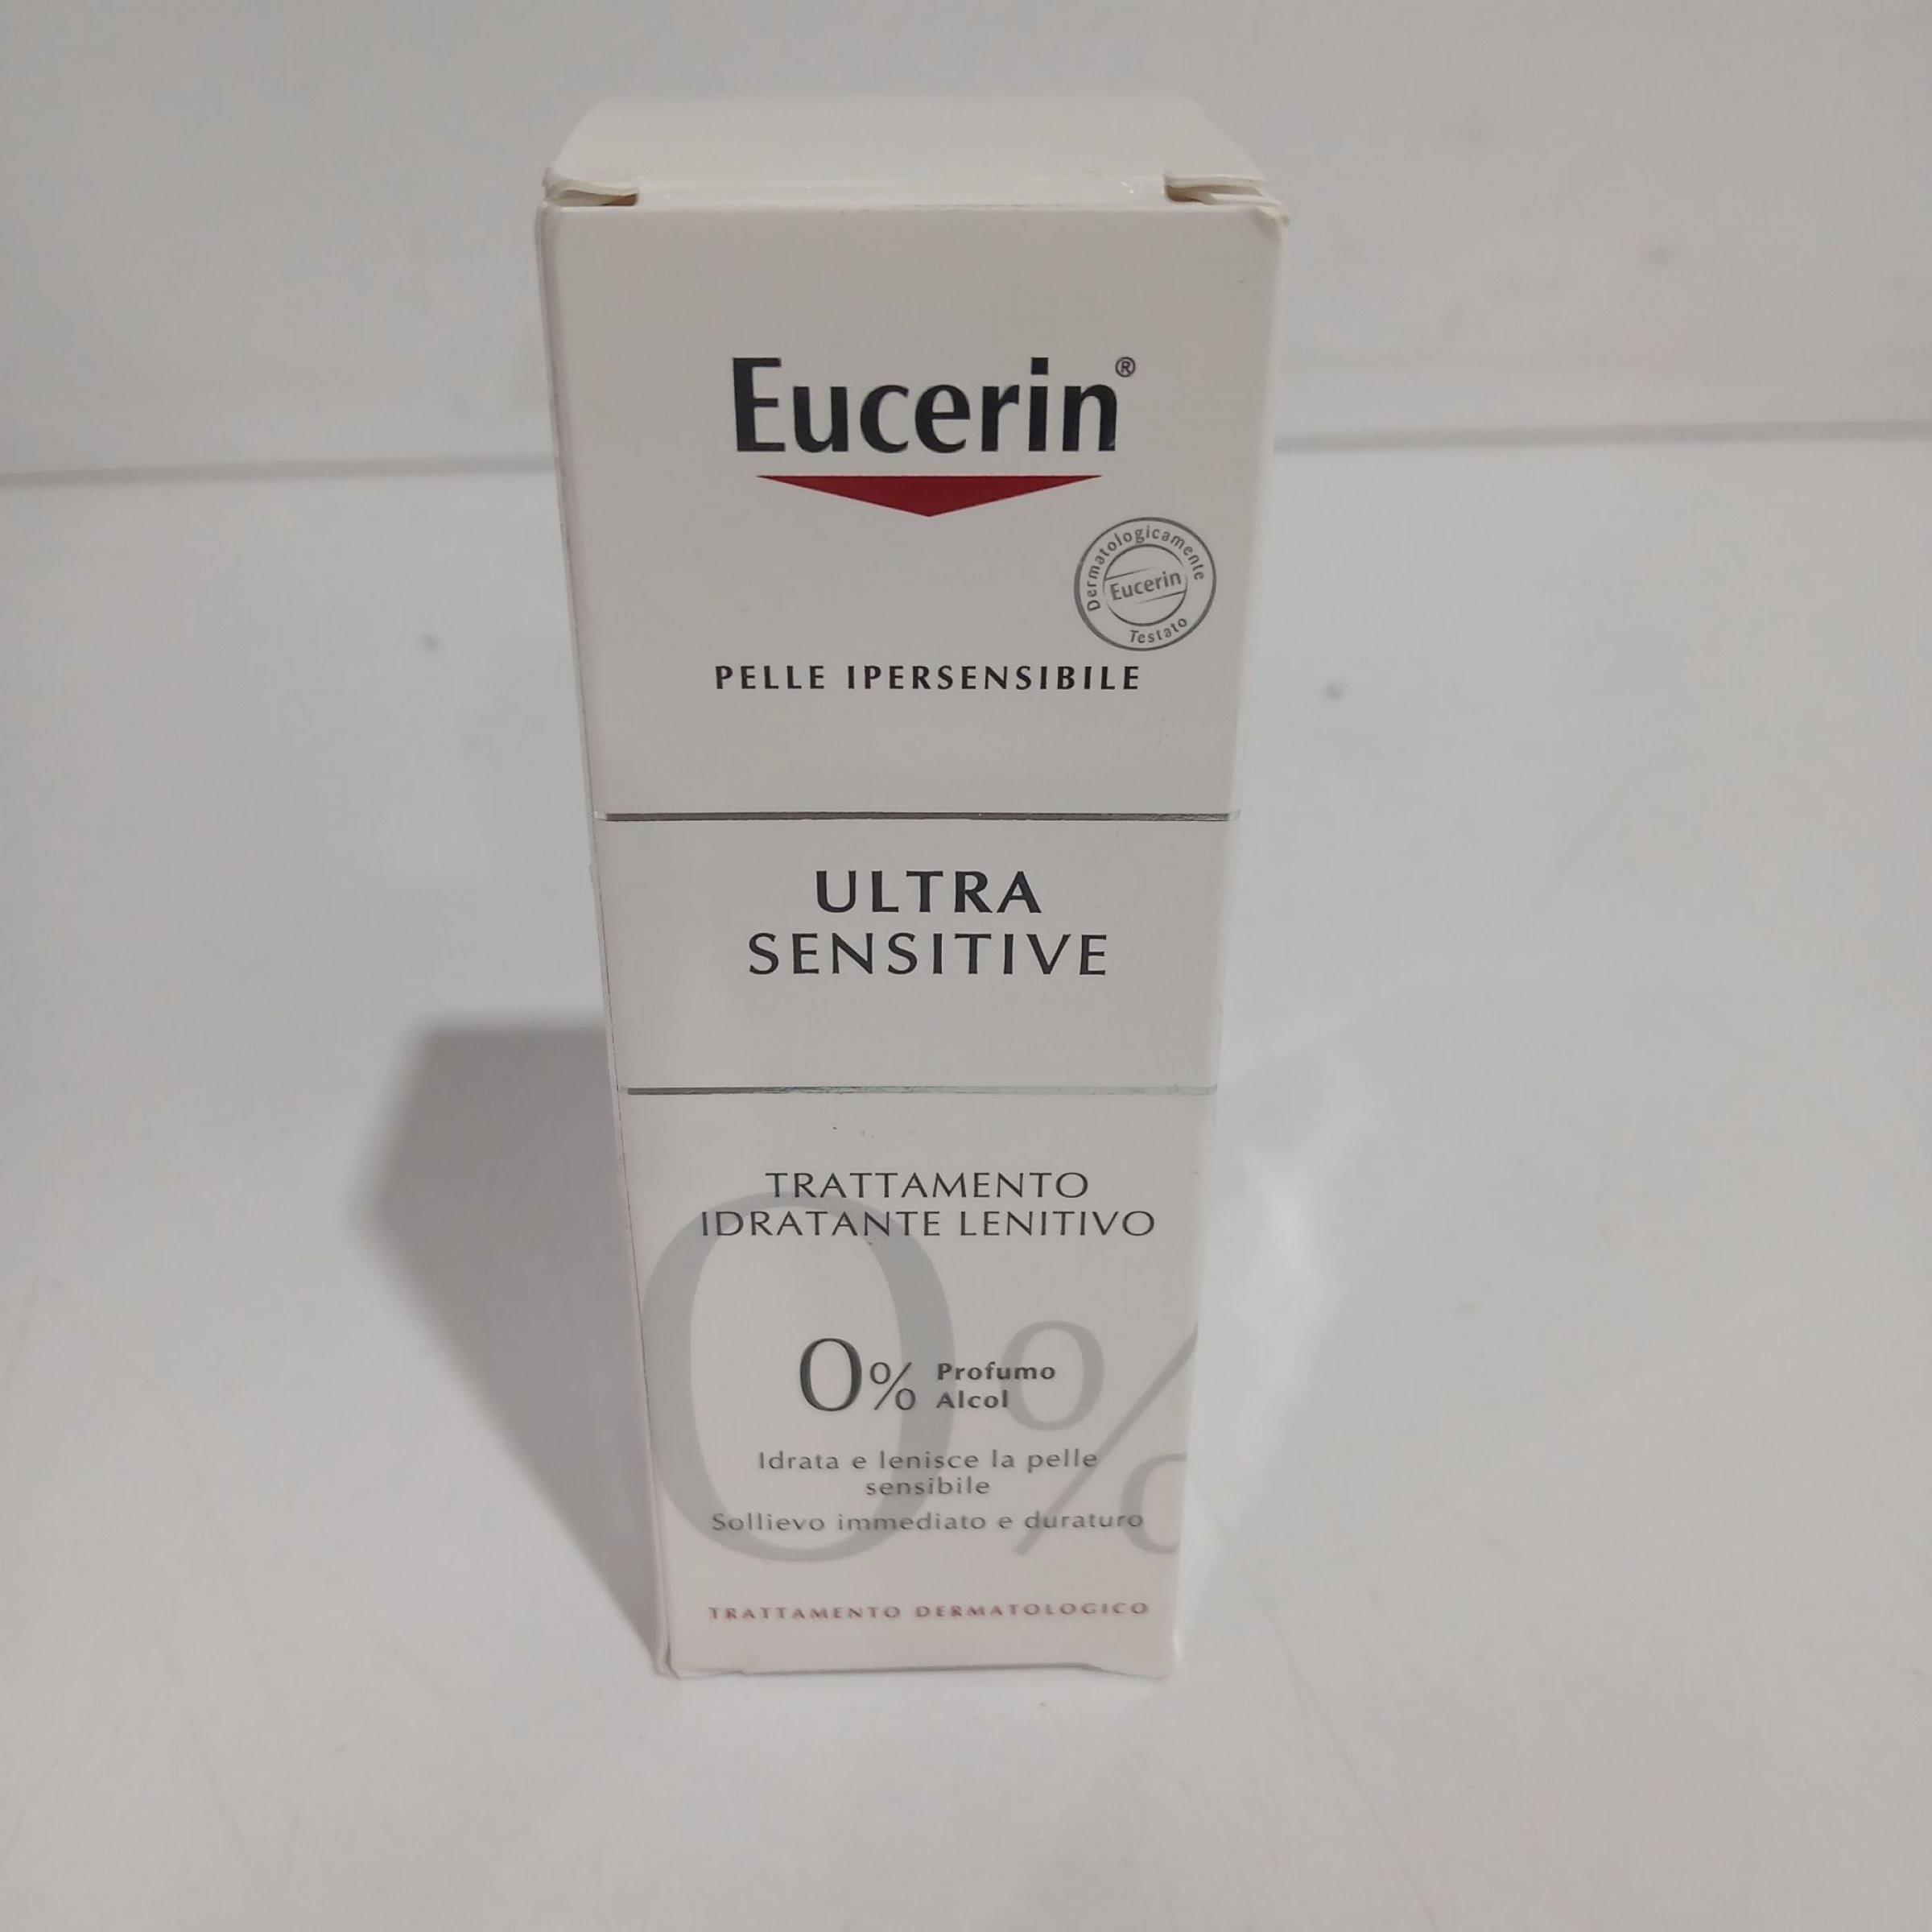 Eucerin®
Dermatologicamente
Eucerin
Testato
PELLE IPERSENSIBILE
ULTRA
SENSITIVE
TRATTAMENTO
IDRATANTE LENITIVO
0%
0% Profumo
Alcol
Idrata e lenisce la pelle
sensibile
Sollievo immediato e duraturo
TRATTAMENTO DERMATOLOGICO